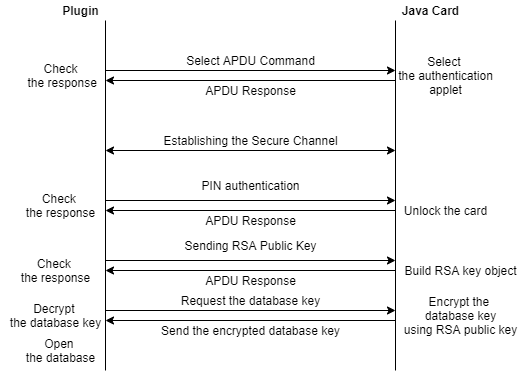 Plugin
Java Card
Select APDU Command
Check
the response
Select
the authentication
applet
APDU Response
Establishing the Secure Channel
PIN authentication
Check
the response
APDU Response
Unlock the card
Sending RSA Public Key
Check
the response
APDU Response
Build RSA key object
Request the database key
Decrypt
the database key
Encrypt the
database key
using RSA public key
Send the encrypted database key
Open
the database